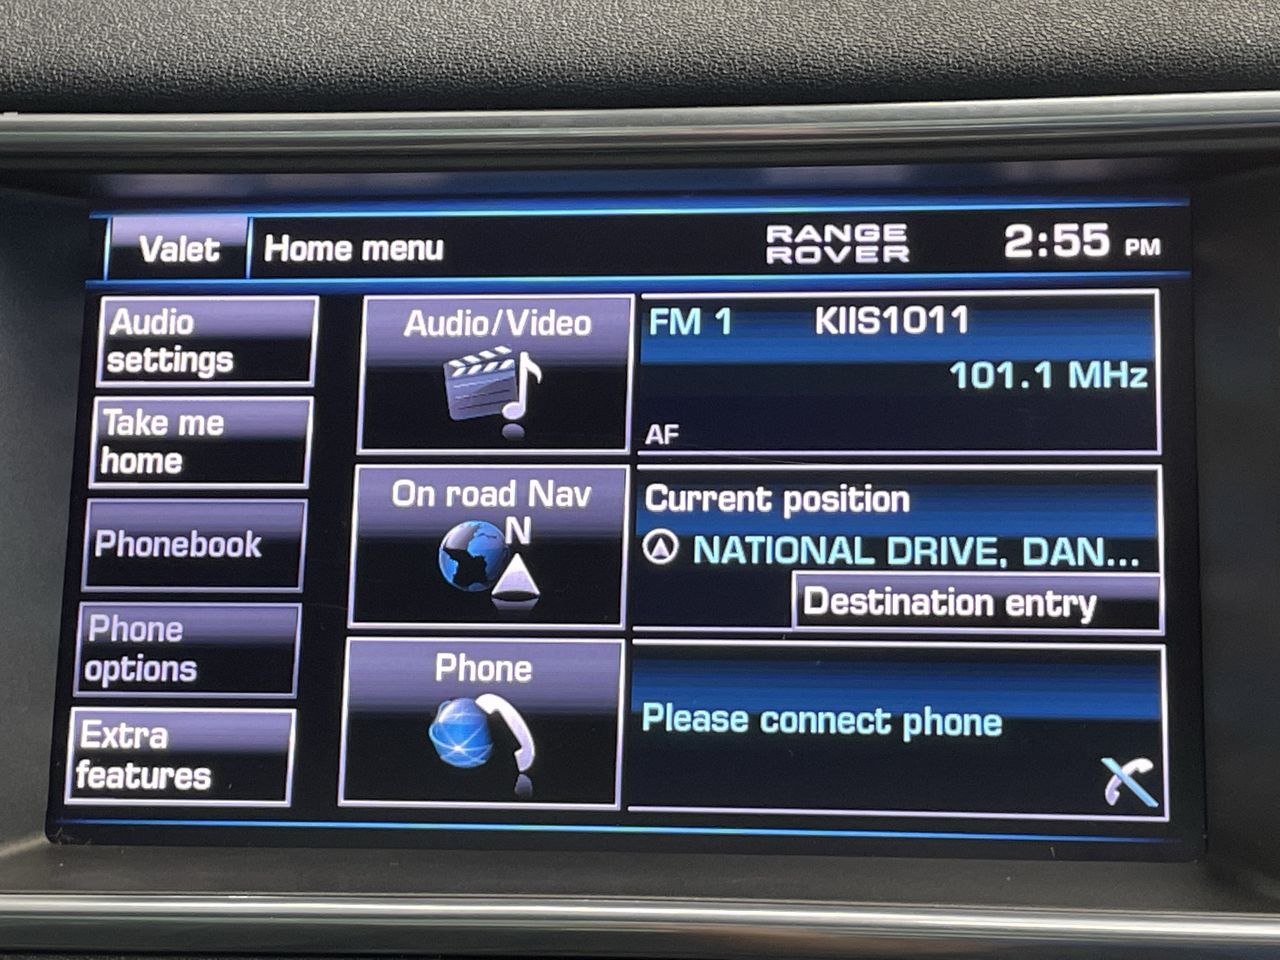 Valet
Home menu
RANGE
ROVER
2:55 PM
Audio
settings
Take me
home
Phonebook
Phone
options
Extra
features
Audio/Video
FM 1 KIIS1011
101.1 MHz
AF
On road Nav
N
Current position
NATIONAL DRIVE, DAN...
Destination entry
Phone
Please connect phone